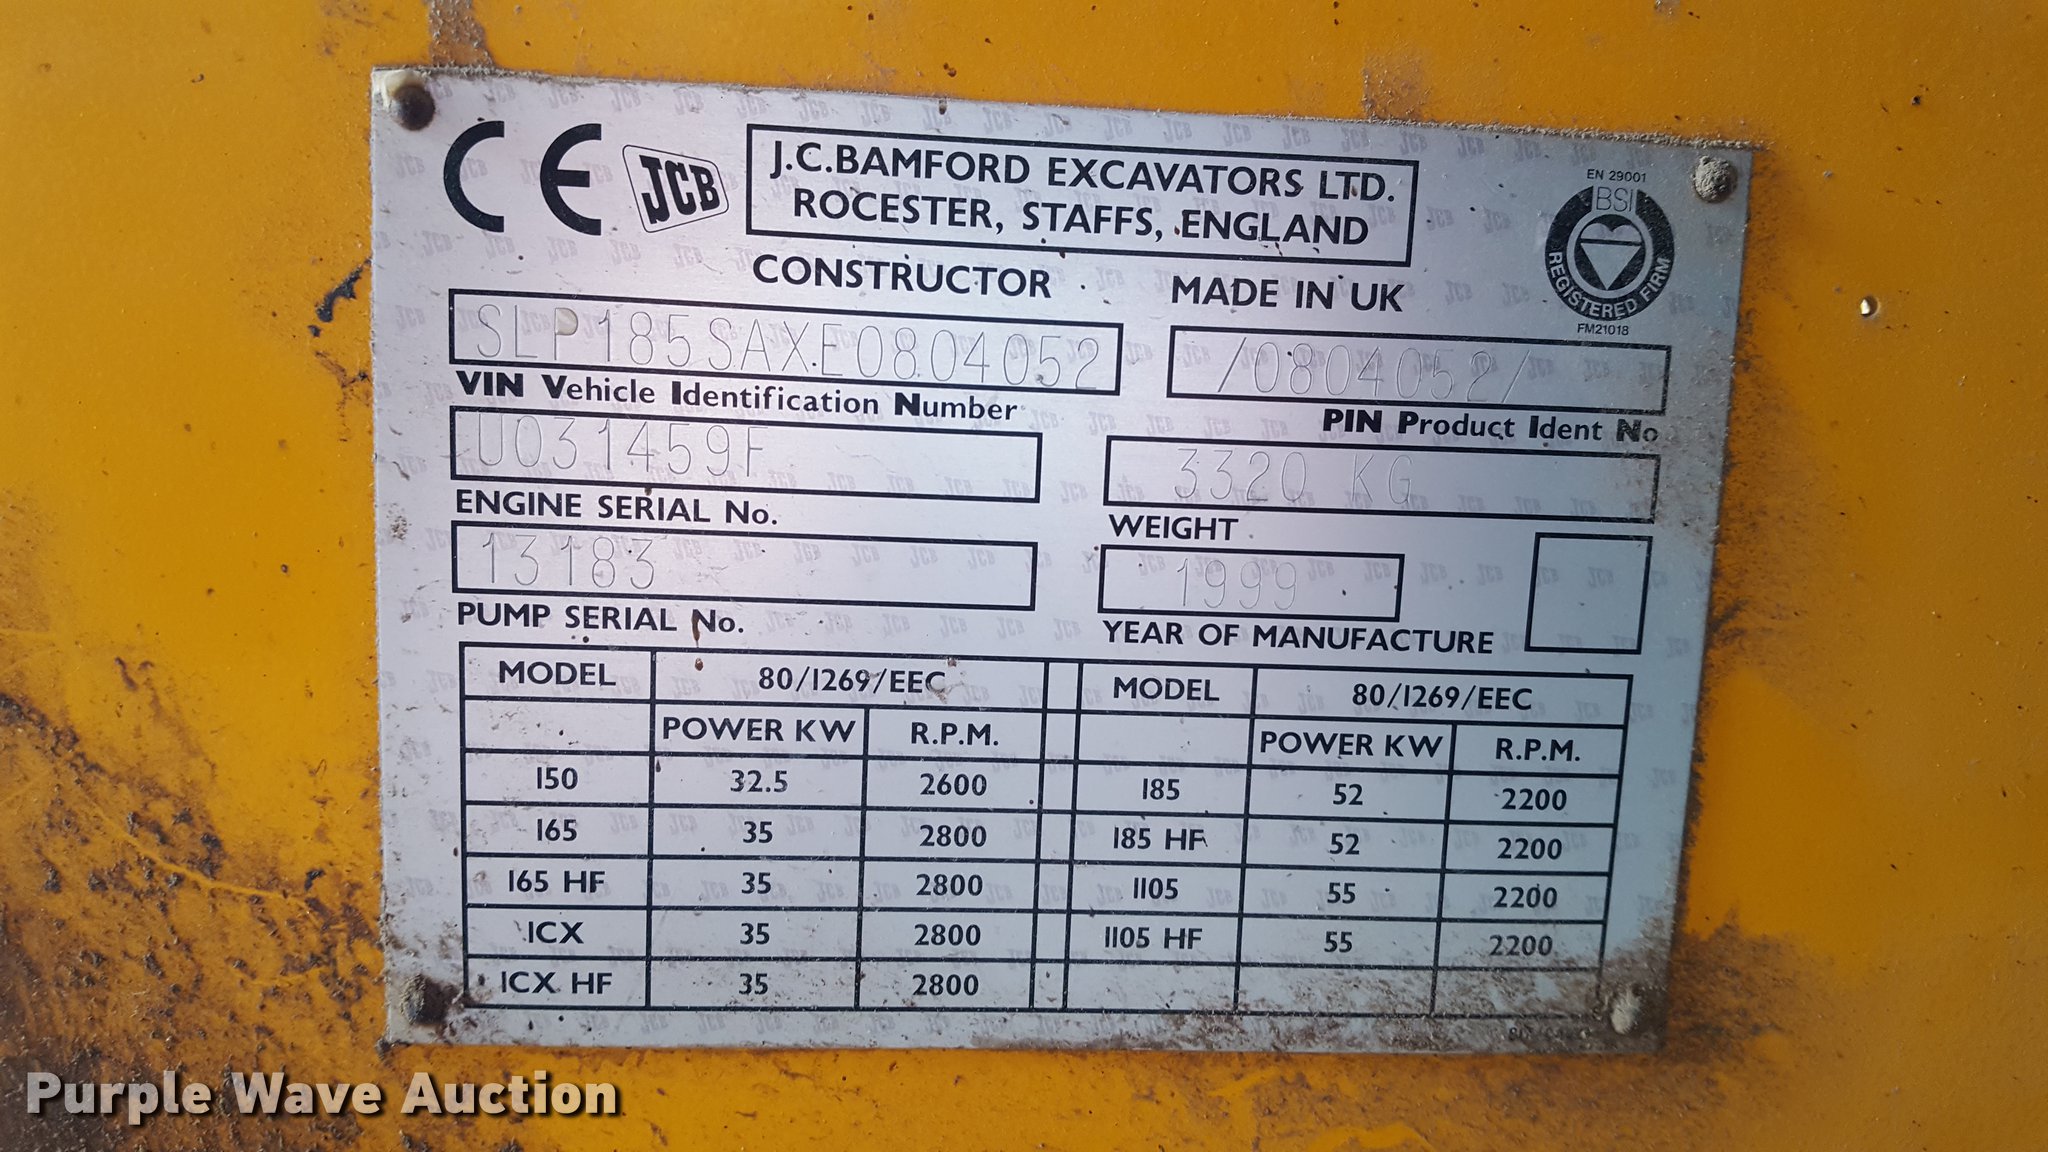 CE
JCB
J.C.BAMFORD EXCAVATORS LTD.
ROCESTER, STAFFS, ENGLAND
EN 29001
BSI
REGISTERED FIRM
FM21018
CONSTRUCTOR
MADE IN UK
SLP185SAXE0804052
/0804052/
VIN Vehicle Identification Number
PIN Product Ident No
U031459F
3320 KG
ENGINE SERIAL No.
WEIGHT
13183
1999
PUMP SERIAL No.
YEAR OF MANUFACTURE
MODEL 80/1269/EEC MODEL 80/1269/EEC
POWER KW R.P.M. POWER KW R.P.M.
150 32.5 2600 185 52 2200
165 35 2800 185 HF 52 2200
165 HF 35 2800 1105 55 2200
1CX 35 2800 1105 HF 55 2200
1CX HF 35 2800
Purple Wave Auction